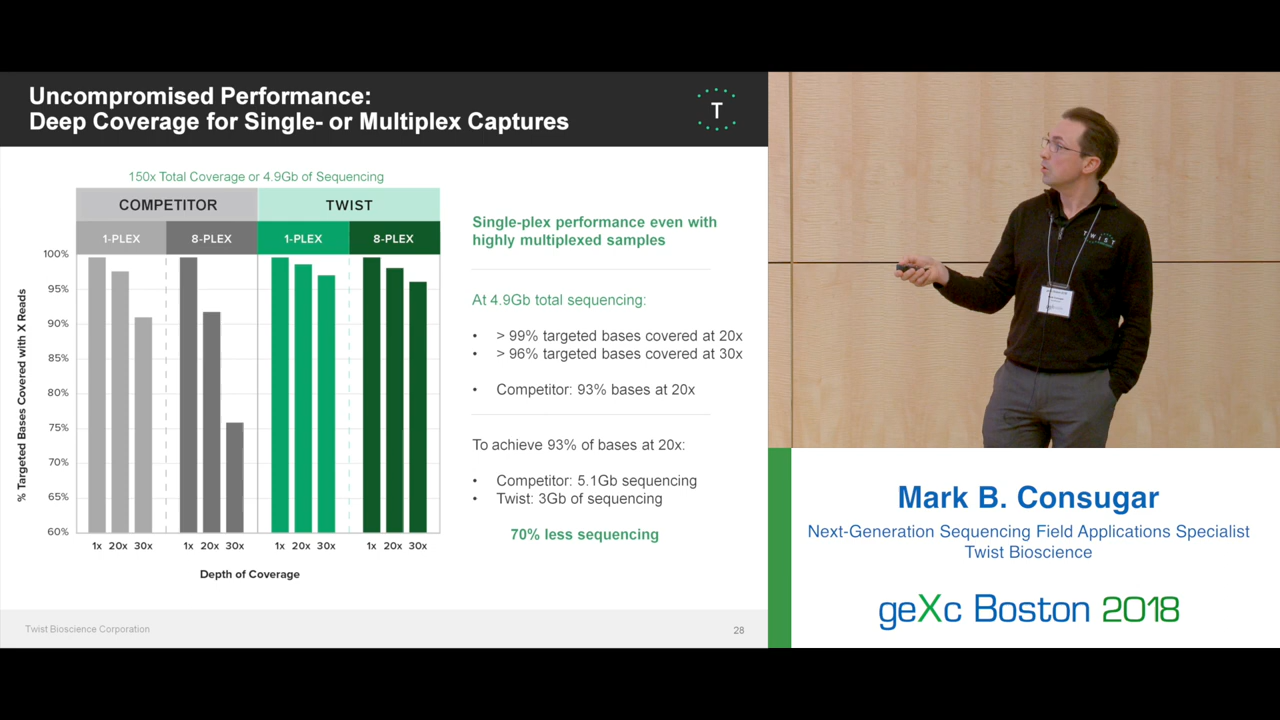 Uncompromised Performance:
Deep Coverage for Single- or Multiplex Captures
T
150x Total Coverage or 4.9Gb of Sequencing
COMPETITOR
TWIST
1-PLEX
8-PLEX
1-PLEX
8-PLEX
% Targeted Bases Covered with X Reads
100%
95%
90%
85%
80%
75%
70%
65%
60%
1x 20x 30x
1x 20x 30x
1x 20x 30x
1x 20x 30x
Depth of Coverage
Single-plex performance even with
highly multiplexed samples
At 4.9Gb total sequencing:
• > 99% targeted bases covered at 20x
• > 96% targeted bases covered at 30x
• Competitor: 93% bases at 20x
To achieve 93% of bases at 20x:
• Competitor: 5.1Gb sequencing
• Twist: 3Gb of sequencing
70% less sequencing
Twist Bioscience Corporation
28
TWIST
Mark B. Consugar
Next-Generation Sequencing Field Applications Specialist
Twist Bioscience
geXc Boston 2018